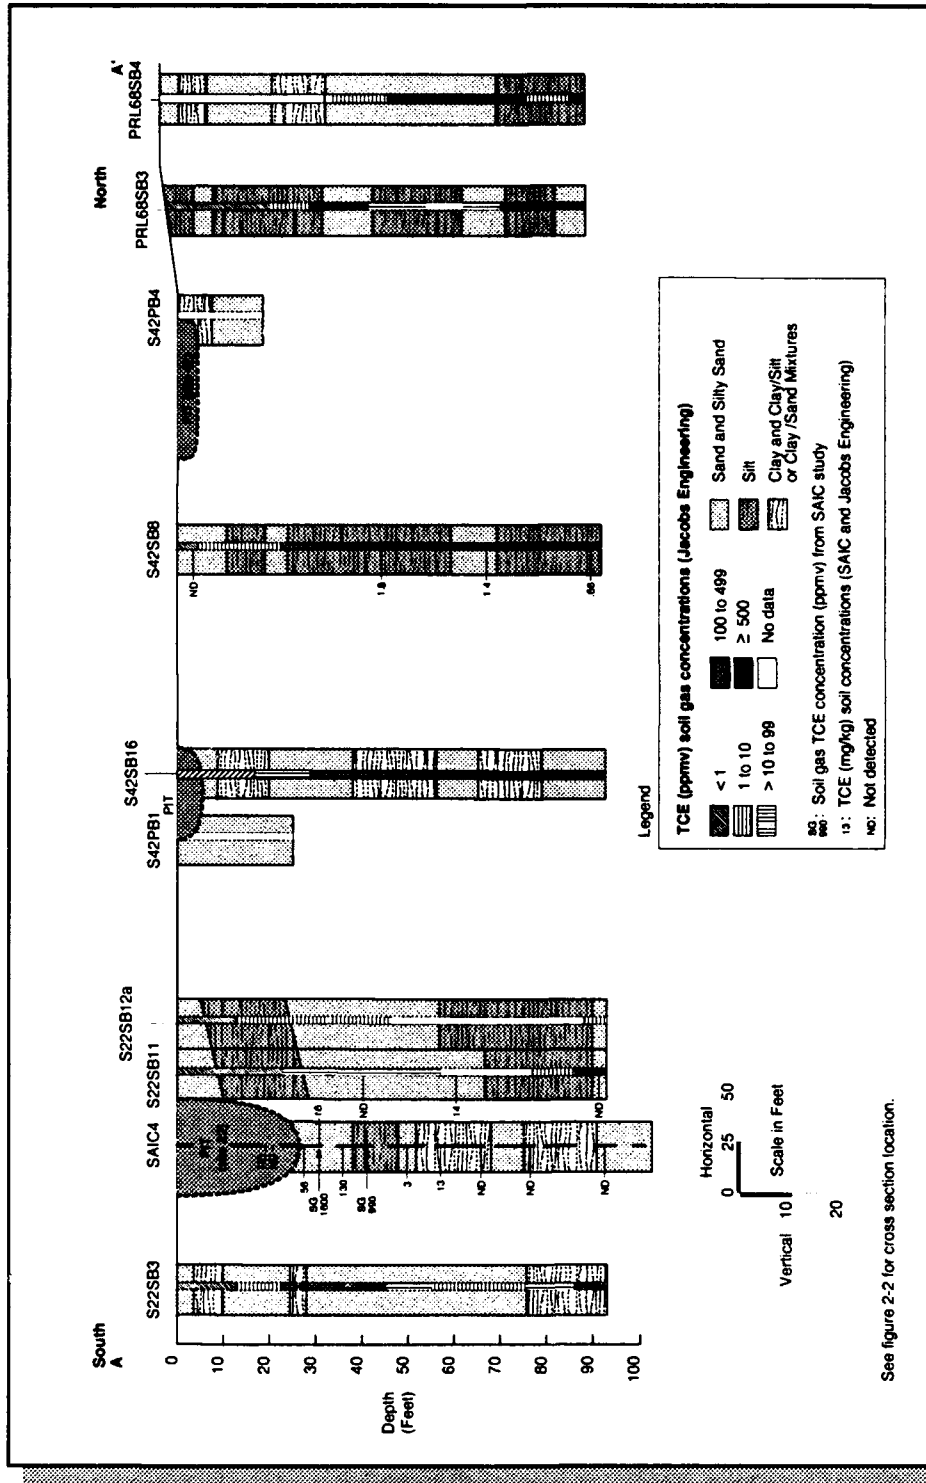 South
A
North
A'
S22SB3
SAIC4
S22SB11
S22SB12a
S42PB1
S42SB16
S42SB8
S42PB4
PRL68SB3
PRL68SB4
PIT
PIT
Depth
(Feet)
0
10
20
30
40
50
60
70
80
90
100
56
SG
1600
130
SG
990
3
13
ND
ND
ND
16
ND
14
ND
ND
1.8
1.4
.66
Horizontal
0 25 50
Vertical 10 Scale in Feet
20
Legend
TCE (ppmv) soil gas concentrations (Jacobs Engineering)
< 1
1 to 10
> 10 to 99
100 to 499
≥ 500
No data
Sand and Silty Sand
Silt
Clay and Clay/Silt
or Clay /Sand Mixtures
SG
990 : Soil gas TCE concentration (ppmv) from SAIC study
13 : TCE (mg/kg) soil concentrations (SAIC and Jacobs Engineering)
ND: Not detected
See figure 2-2 for cross section location.